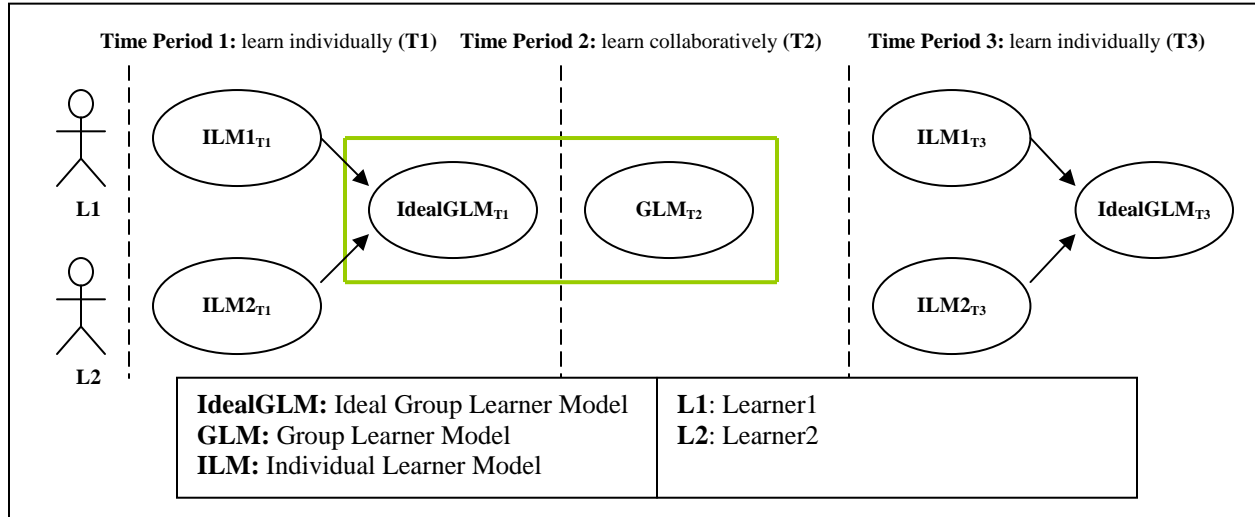 Time Period 1: learn individually (T1) Time Period 2: learn collaboratively (T2) Time Period 3: learn individually (T3)
ILM1T1
ILM1T3
L1
IdealGLMT1
GLMT2
IdealGLMT3
ILM2T1
ILM2T3
L2
IdealGLM: Ideal Group Learner Model
GLM: Group Learner Model
ILM: Individual Learner Model
L1: Learner1
L2: Learner2